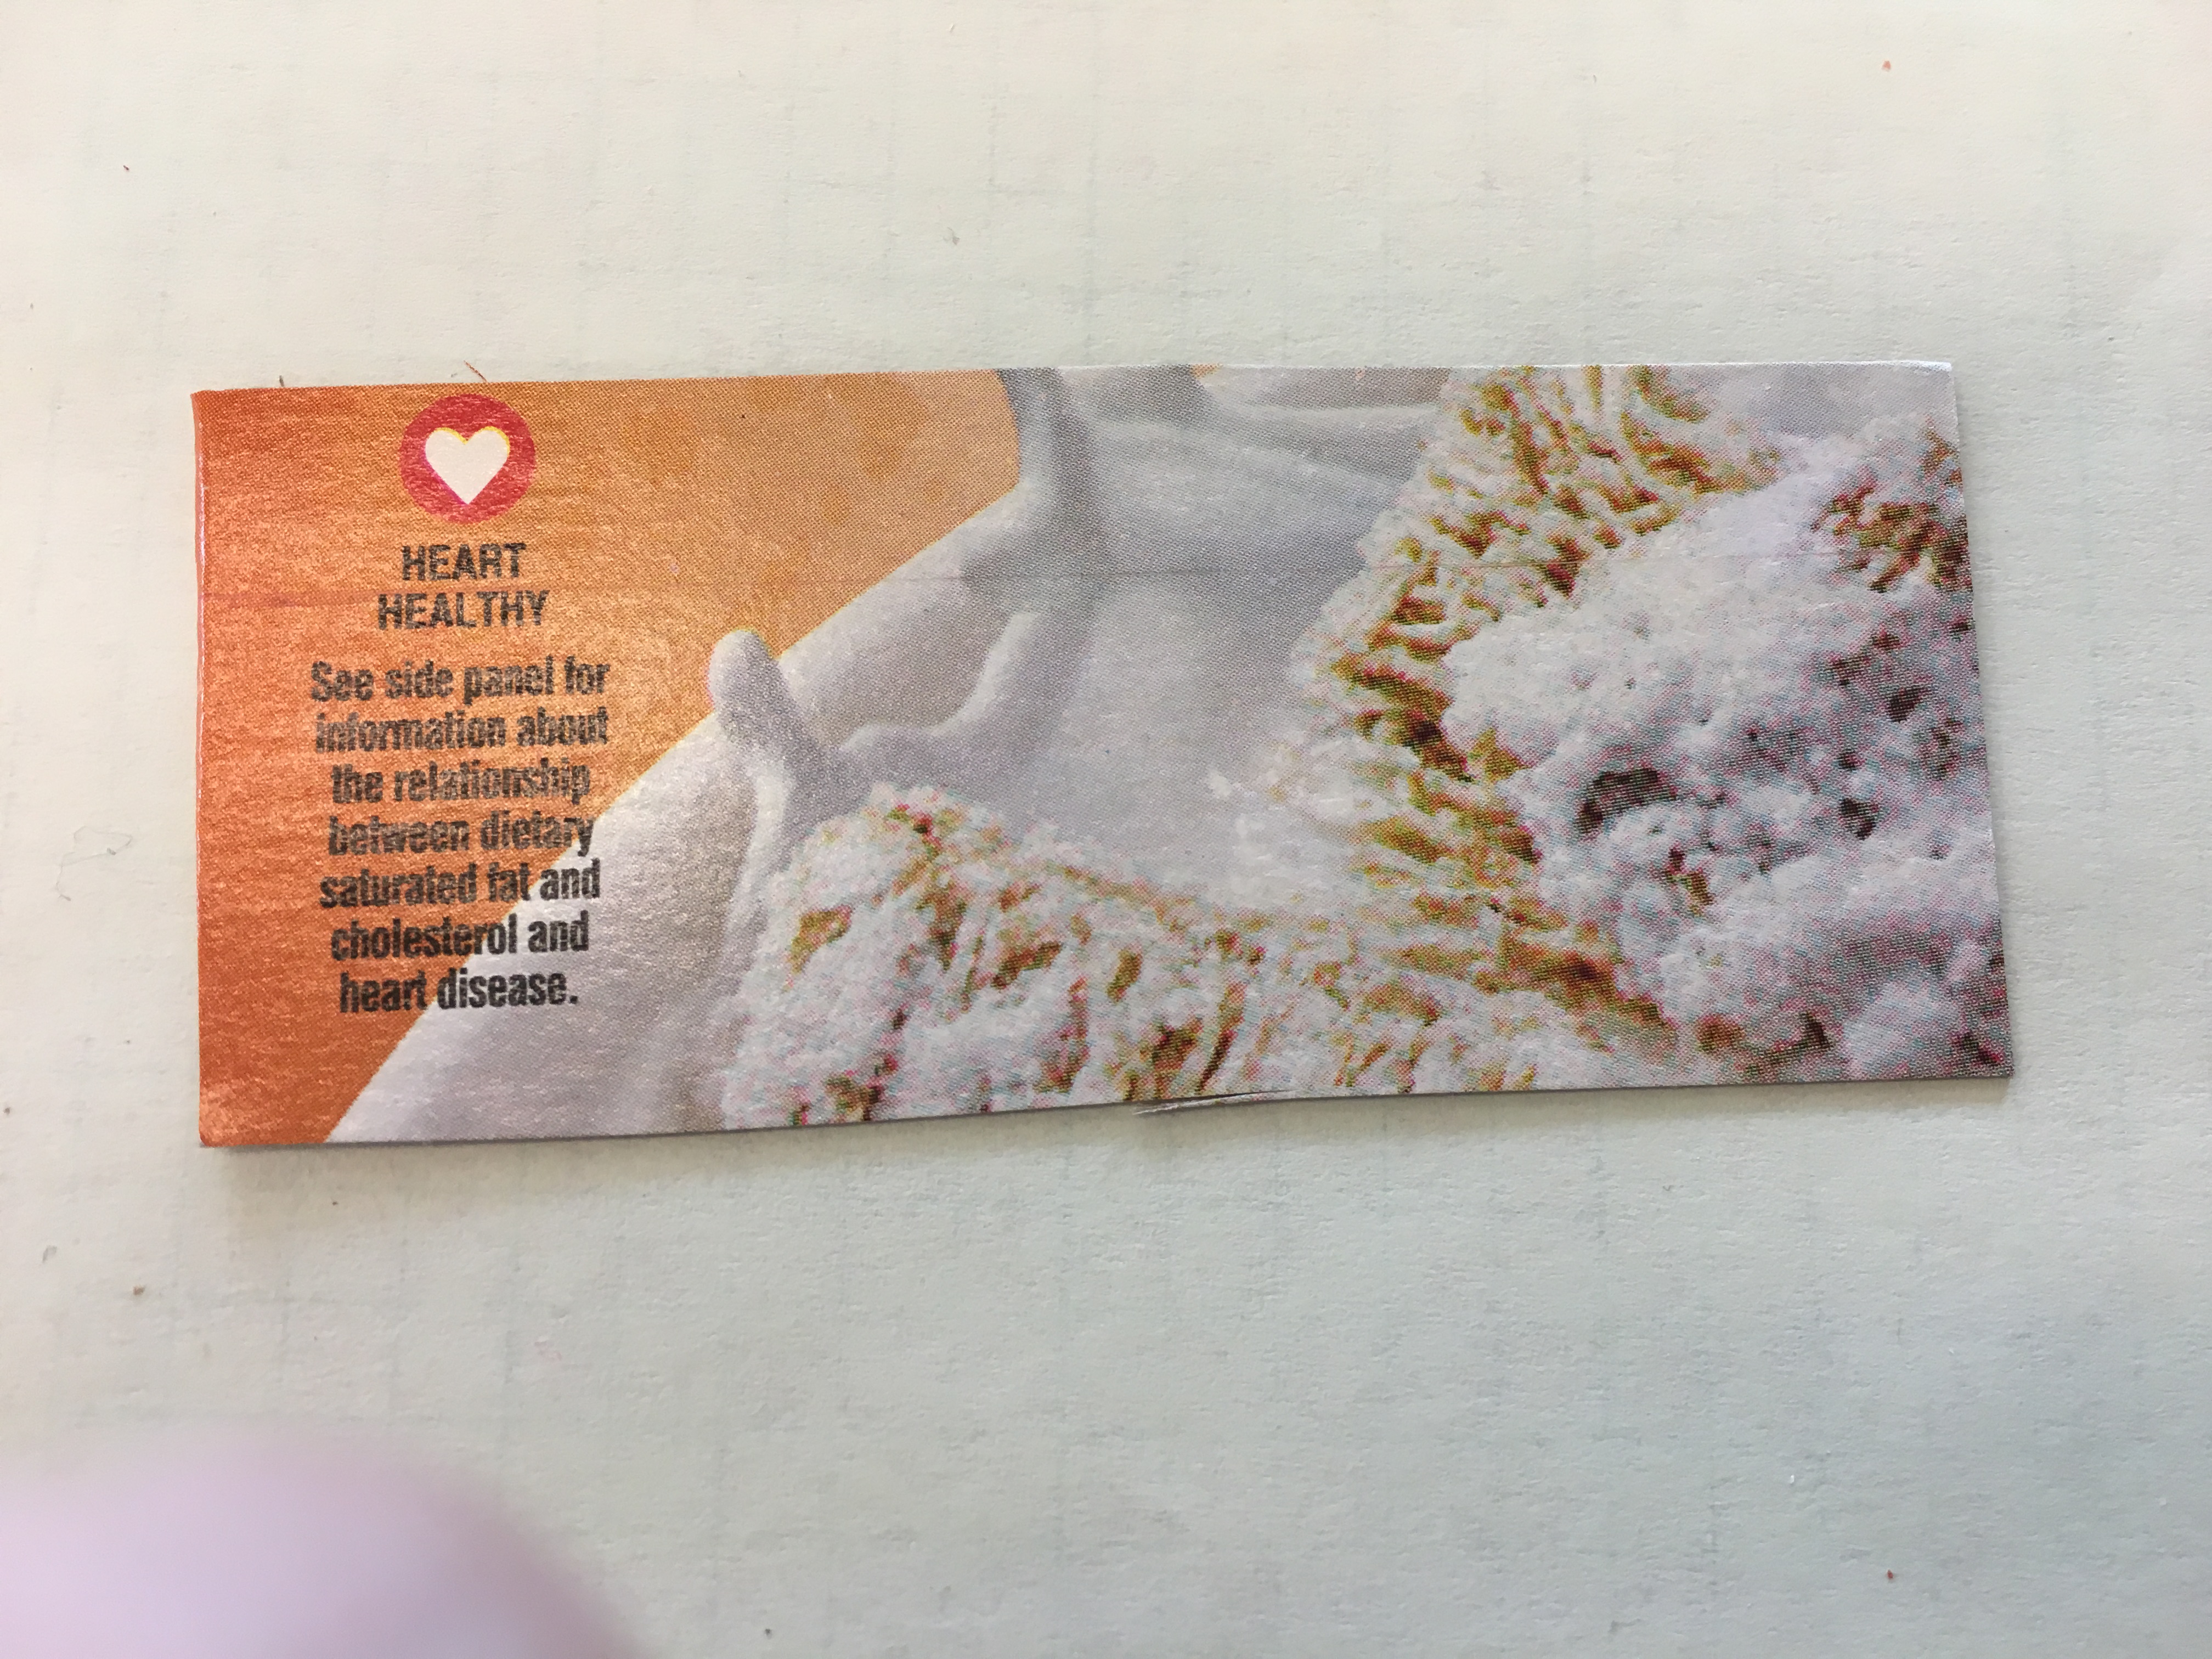 HEART
HEALTHY
See side panel for
information about
the relationship
between dietary
saturated fat and
cholesterol and
heart disease.